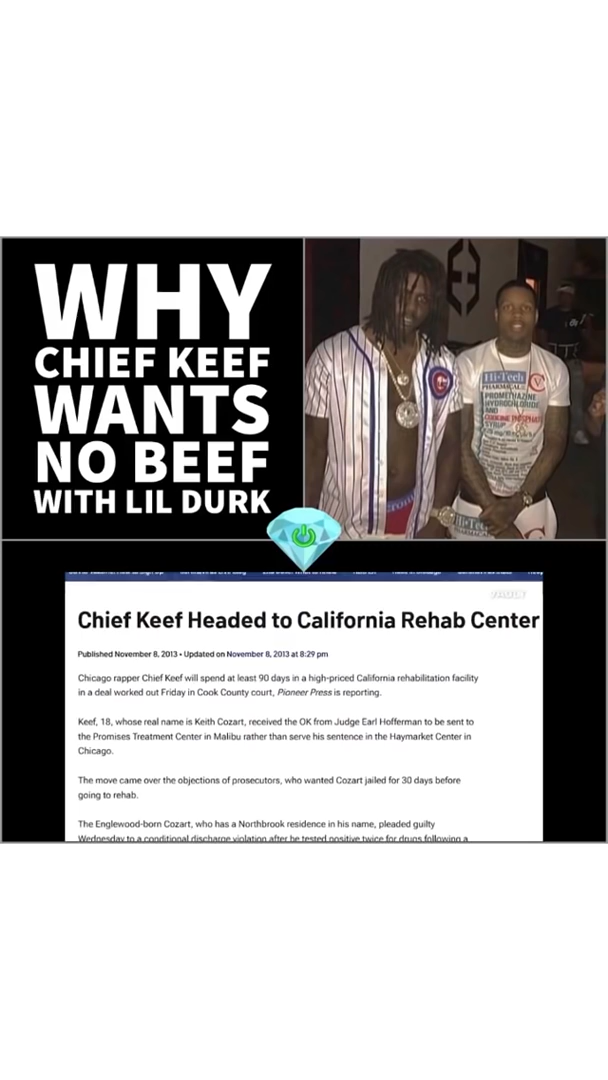 WHY
CHIEF KEEF
WANTS
NO BEEF
WITH LIL DURK
Hi-Tech
PHARMACAL
PROMETHAZINE
HYDROCHLORIDE
AND
CODEINE PHOSPHATE
SYRUP
Hi-Tec
Chief Keef Headed to California Rehab Center
Published November 8, 2013 • Updated on November 8, 2013 at 8:29 pm
Chicago rapper Chief Keef will spend at least 90 days in a high-priced California rehabilitation facility
in a deal worked out Friday in Cook County court, Pioneer Press is reporting.
Keef, 18, whose real name is Keith Cozart, received the OK from Judge Earl Hofferman to be sent to
the Promises Treatment Center in Malibu rather than serve his sentence in the Haymarket Center in
Chicago.
The move came over the objections of prosecutors, who wanted Cozart jailed for 30 days before
going to rehab.
The Englewood-born Cozart, who has a Northbrook residence in his name, pleaded guilty
Wednesday to a conditional discharge violation after he tested positive twice for drugs following a